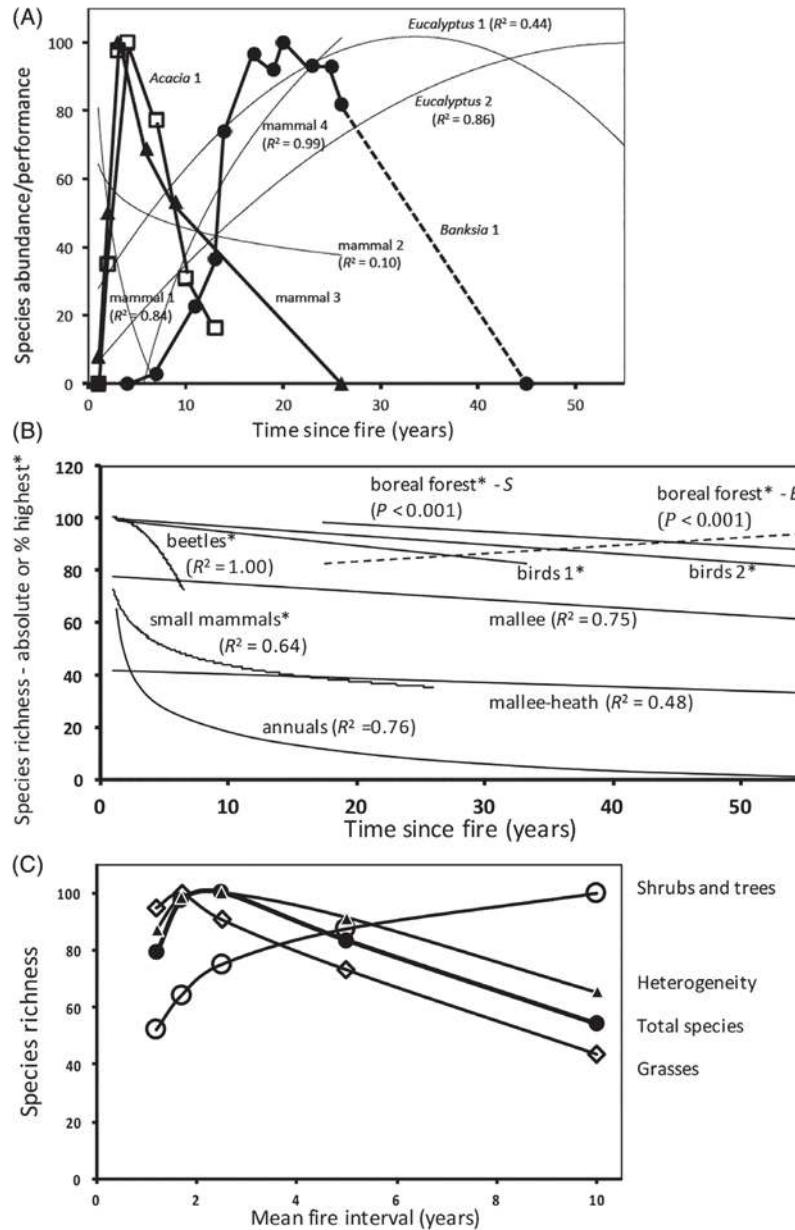 (A)
Species abundance/performance
100
80
60
40
20
0
Eucalyptus 1 (R² = 0.44)
Acacia 1
Eucalyptus 2
(R² = 0.86)
mammal 4
(R² = 0.99)
mammal 2
(R² = 0.10)
Banksia 1
mammal 1
(R² = 0.84)
mammal 3
0 10 20 30 40 50
Time since fire (years)
(B)
Species richness - absolute or % highest*
120
100
80
60
40
20
0
boreal forest* - S
(P < 0.001)
boreal forest* -
(P < 0.001)
beetles*
(R² = 1.00)
birds 1*
birds 2*
small mammals*
(R² = 0.64)
mallee (R² = 0.75)
mallee-heath (R² = 0.48)
annuals (R² =0.76)
0 10 20 30 40 50
Time since fire (years)
(C)
Species richness
100
80
60
40
20
0
Shrubs and trees
Heterogeneity
Total species
Grasses
0 2 4 6 8 10
Mean fire interval (years)